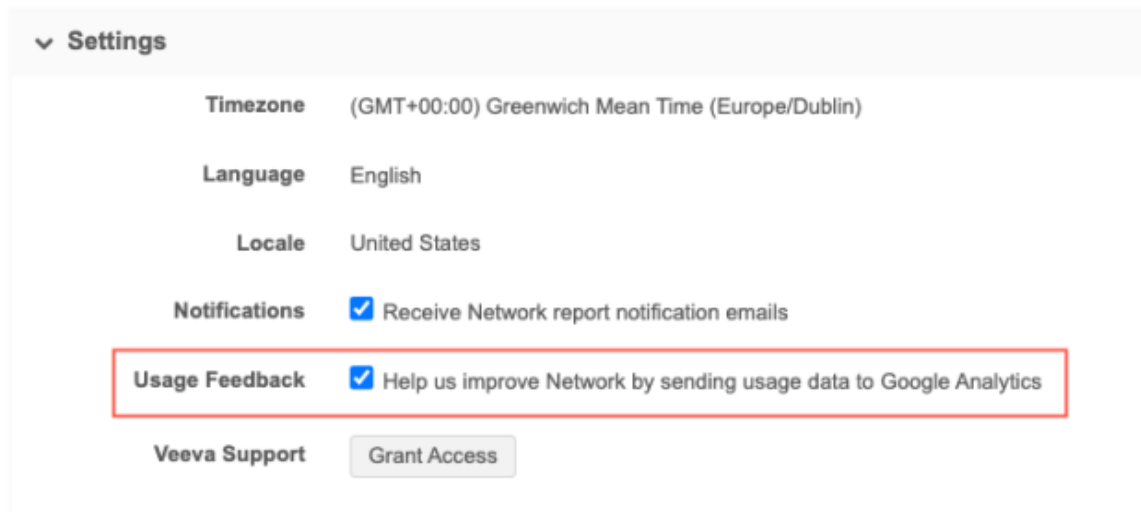 Settings
Timezone (GMT+00:00) Greenwich Mean Time (Europe/Dublin)
Language English
Locale United States
Notifications Receive Network report notification emails
Usage Feedback Help us improve Network by sending usage data to Google Analytics
Veeva Support Grant Access